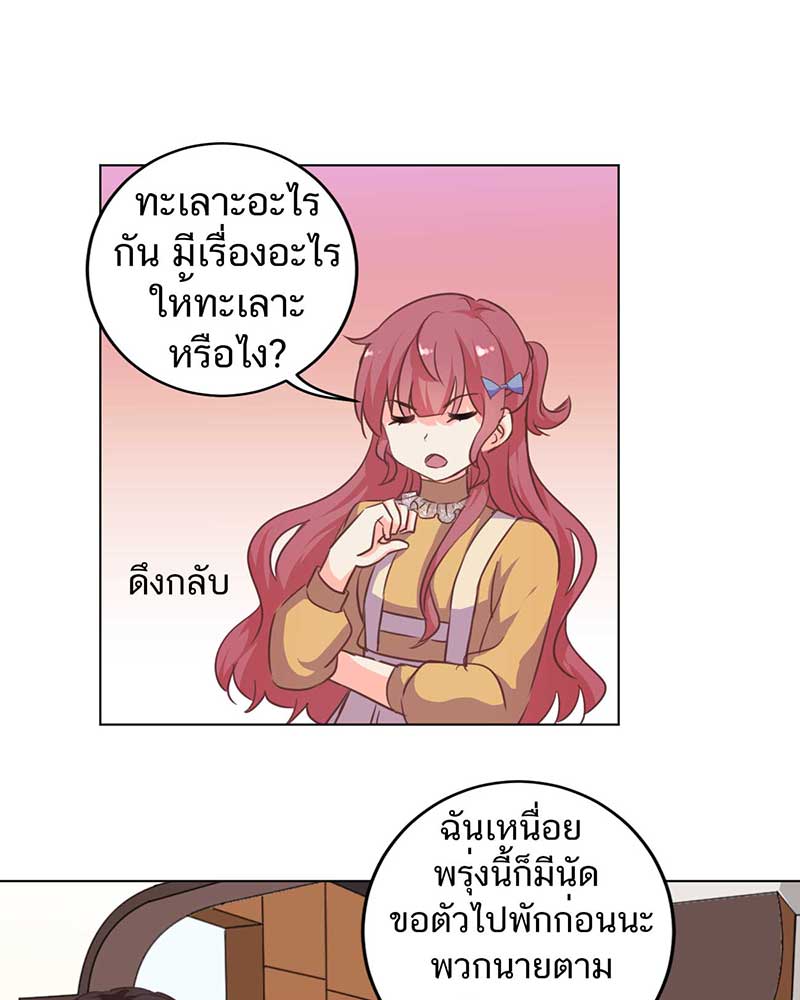 ทะเลาะอะไร
กัน มีเรื่องอะไร
ให้ทะเลาะ
หรือไง?
ดึงกลับ
ฉันเหนื่อย
พรุ่งนี้ก็มีนัด
ขอตัวไปพักก่อนนะ
พวกนายตาม